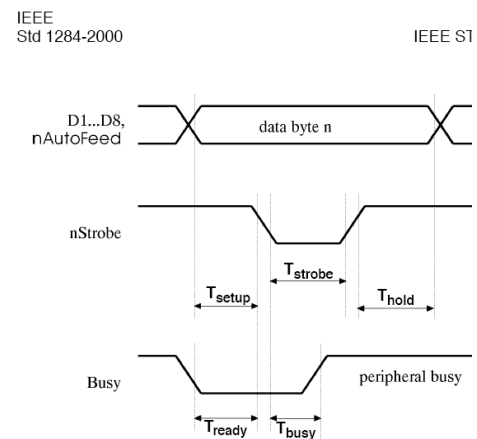 IEEE
Std 1284-2000
IEEE ST
D1...D8,
nAutoFeed
data byte n
nStrobe
Tstrobe
Tsetup
Thold
Busy
peripheral busy
Tready
Tbusy